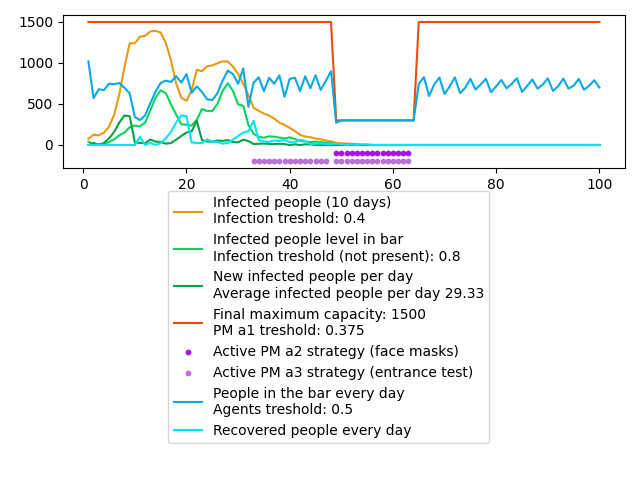 1500
1000
500
0
0
20
40
60
80
100
Infected people (10 days)
Infection treshold: 0.4
Infected people level in bar
Infection treshold (not present): 0.8
New infected people per day
Average infected people per day 29.33
Final maximum capacity: 1500
PM a1 treshold: 0.375
Active PM a2 strategy (face masks)
Active PM a3 strategy (entrance test)
People in the bar every day
Agents treshold: 0.5
Recovered people every day